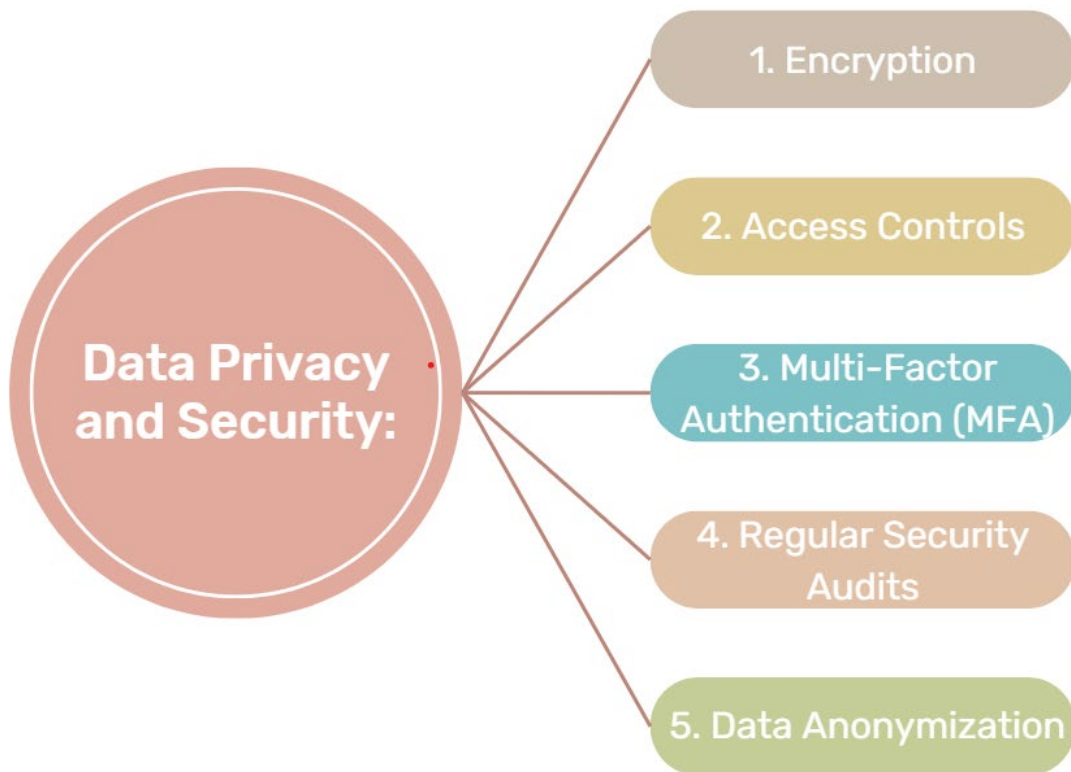 Data Privacy
and Security:
1. Encryption
2. Access Controls
3. Multi-Factor
Authentication (MFA)
4. Regular Security
Audits
5. Data Anonymization